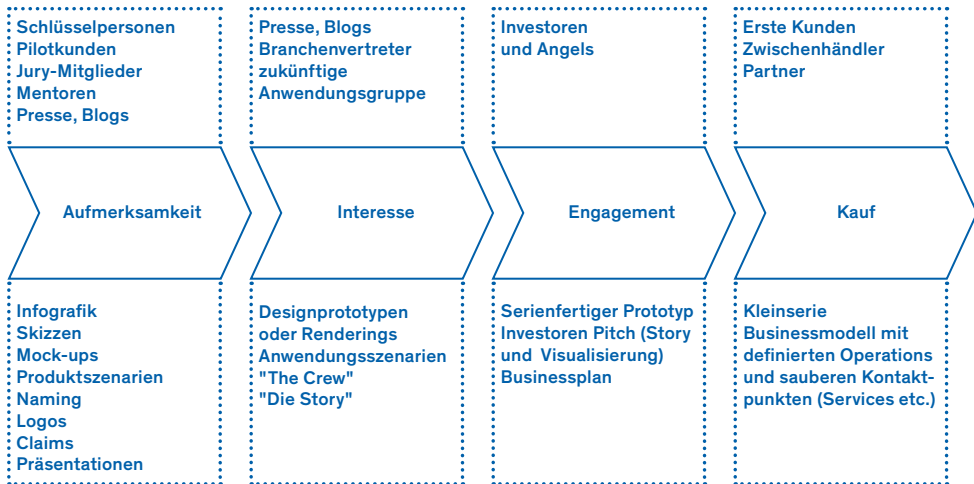 Schlüsselpersonen
Pilotkunden
Jury-Mitglieder
Mentoren
Presse, Blogs
Presse, Blogs
Branchenvertreter
zukünftige
Anwendungsgruppe
Investoren
und Angels
Erste Kunden
Zwischenhändler
Partner
Aufmerksamkeit
Interesse
Engagement
Kauf
Infografik
Skizzen
Mock-ups
Produktszenarien
Naming
Logos
Claims
Präsentationen
Designprototypen
oder Renderings
Anwendungsszenarien
"The Crew"
"Die Story"
Serienfertiger Prototyp
Investoren Pitch (Story
und Visualisierung)
Businessplan
Kleinserie
Businessmodell mit
definierten Operations
und sauberen Kontakt-
punkten (Services etc.)